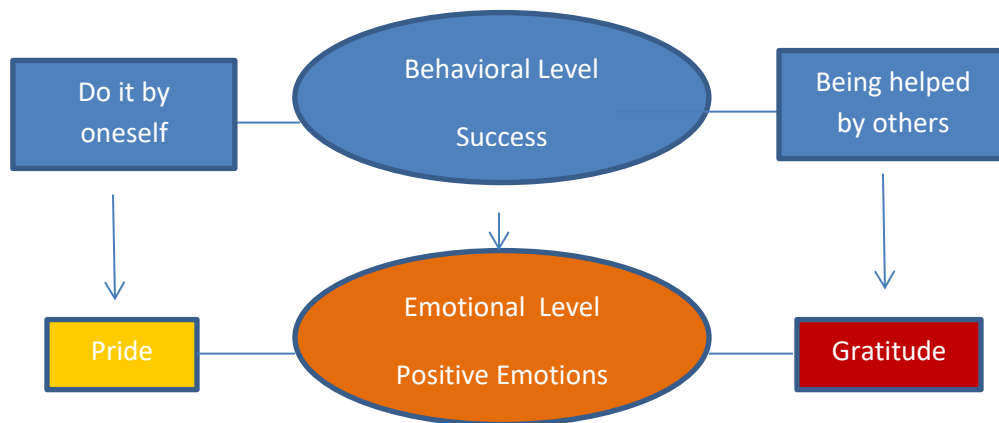 Do it by
oneself
Behavioral Level
Success
Being helped
by others
Pride
Emotional  Level
Positive Emotions
Gratitude